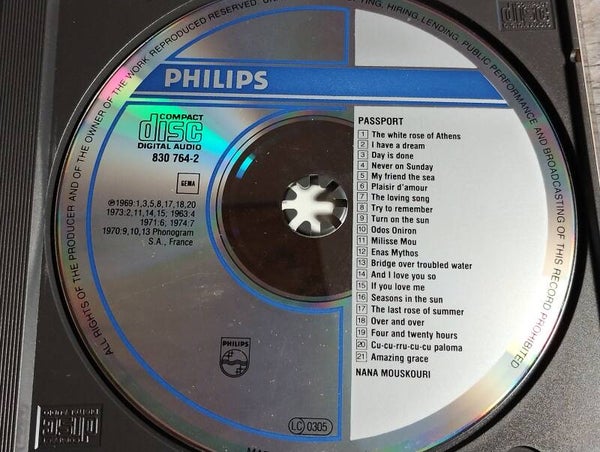 ALL RIGHTS OF THE PRODUCER AND OF THE OWNER OF THE WORK REPRODUCED RESERVED. HIRING, LENDING, PUBLIC PERFORMANCE AND BROADCASTING OF THIS RECORD PROHIBITED
disc
PHILIPS
COMPACT
disc
DIGITAL AUDIO
830 764-2
GEMA
℗1969:1,3,5,8,17,18,20
1973:2,11,14,15, 1963:4
1971:6, 1974:7
1970:9,10,13 Phonogram
S.A., France
PHILIPS
PASSPORT
1 The white rose of Athens
2 I have a dream
3 Day is done
4 Never on Sunday
5 My friend the sea
6 Plaisir d'amour
7 The loving song
8 Try to remember
9 Turn on the sun
10 Odos Oniron
11 Milisse Mou
12 Enas Mythos
13 Bridge over troubled water
14 And I love you so
15 If you love me
16 Seasons in the sun
17 The last rose of summer
18 Over and over
19 Four and twenty hours
20 Cu-cu-rru-cu-cu paloma
21 Amazing grace
NANA MOUSKOURI
LC 0305
disc